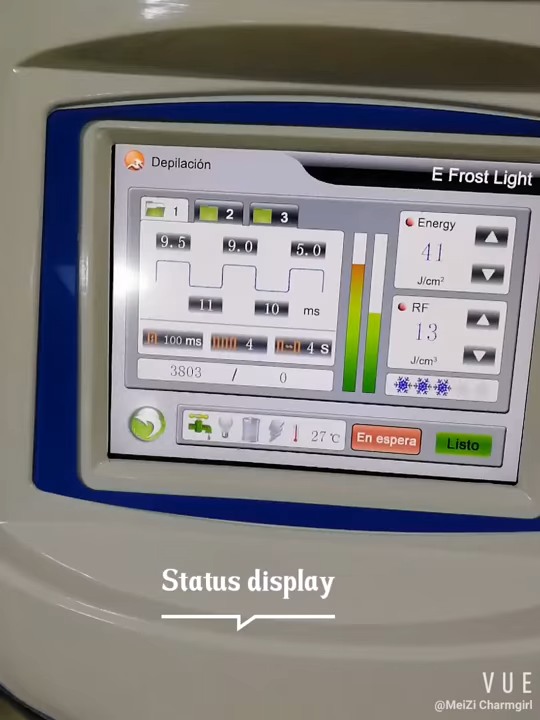 Depilación
E Frost Light
1 2 3
9.5 9.0 5.0
11 10 ms
100 ms 4 4 S
3803 / 0
Energy
41
J/cm²
RF
13
J/cm³
27℃ En espera Listo
Status display
VUE
@MeiZi Charmgirl